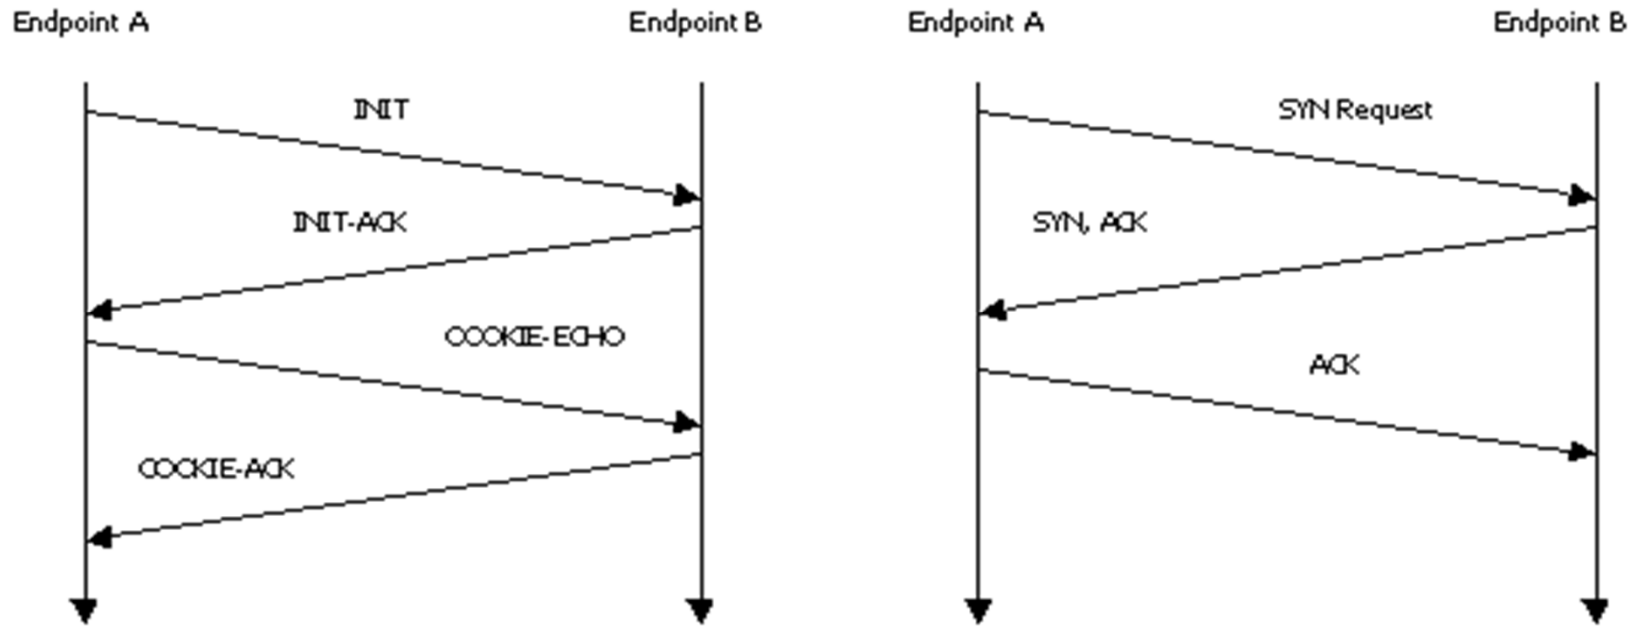 Endpoint A Endpoint B
INIT
INIT-ACK
COOKIE-ECHO
COOKIE-ACK
Endpoint A Endpoint B
SYN Request
SYN, ACK
ACK